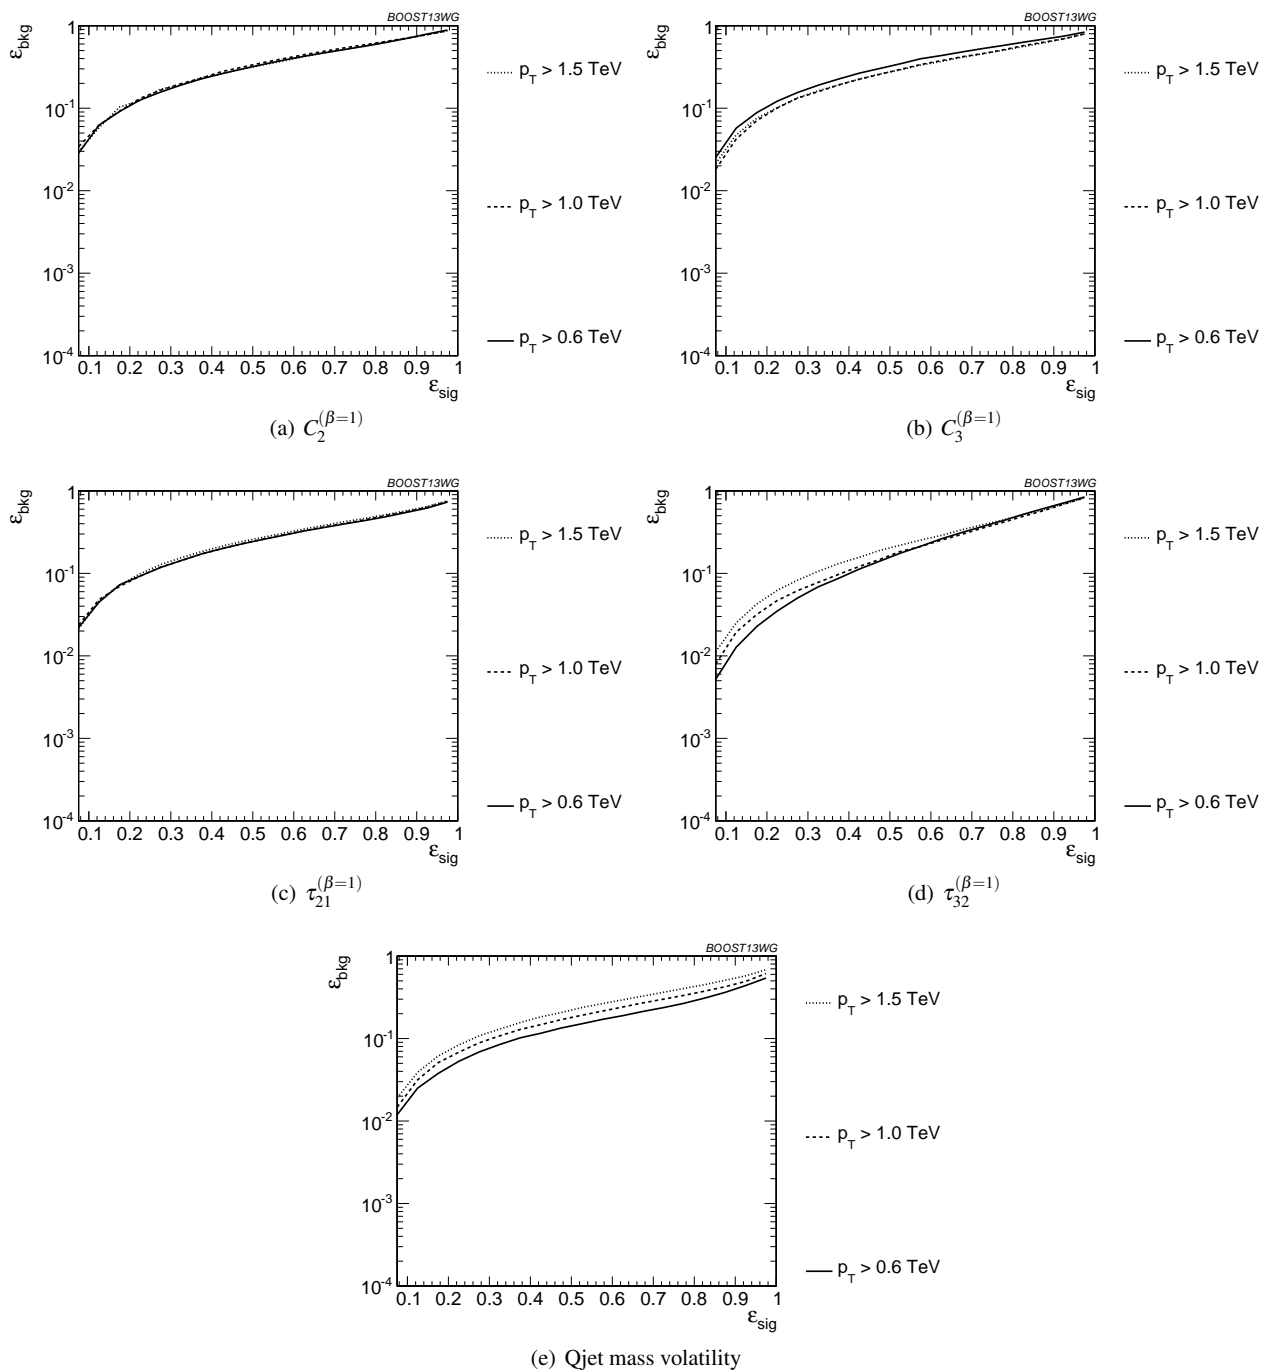 BOOST13WG
ε_bkg
1
10^-1
10^-2
10^-3
10^-4
0.1 0.2 0.3 0.4 0.5 0.6 0.7 0.8 0.9 1
ε_sig
p_T > 1.5 TeV
p_T > 1.0 TeV
p_T > 0.6 TeV
(a) C_2^(β=1)
BOOST13WG
ε_bkg
1
10^-1
10^-2
10^-3
10^-4
0.1 0.2 0.3 0.4 0.5 0.6 0.7 0.8 0.9 1
ε_sig
p_T > 1.5 TeV
p_T > 1.0 TeV
p_T > 0.6 TeV
(b) C_3^(β=1)
BOOST13WG
ε_bkg
1
10^-1
10^-2
10^-3
10^-4
0.1 0.2 0.3 0.4 0.5 0.6 0.7 0.8 0.9 1
ε_sig
p_T > 1.5 TeV
p_T > 1.0 TeV
p_T > 0.6 TeV
(c) τ_21^(β=1)
BOOST13WG
ε_bkg
1
10^-1
10^-2
10^-3
10^-4
0.1 0.2 0.3 0.4 0.5 0.6 0.7 0.8 0.9 1
ε_sig
p_T > 1.5 TeV
p_T > 1.0 TeV
p_T > 0.6 TeV
(d) τ_32^(β=1)
BOOST13WG
ε_bkg
1
10^-1
10^-2
10^-3
10^-4
0.1 0.2 0.3 0.4 0.5 0.6 0.7 0.8 0.9 1
ε_sig
p_T > 1.5 TeV
p_T > 1.0 TeV
p_T > 0.6 TeV
(e) Qjet mass volatility